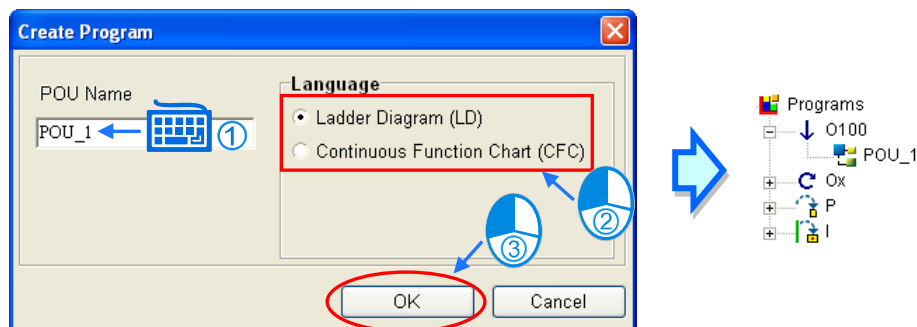 Create Program
POU Name
POU_1
①
Language
Ladder Diagram (LD)
Continuous Function Chart (CFC)
②
③
OK
Cancel
Programs
O100
POU_1
Ox
P
I